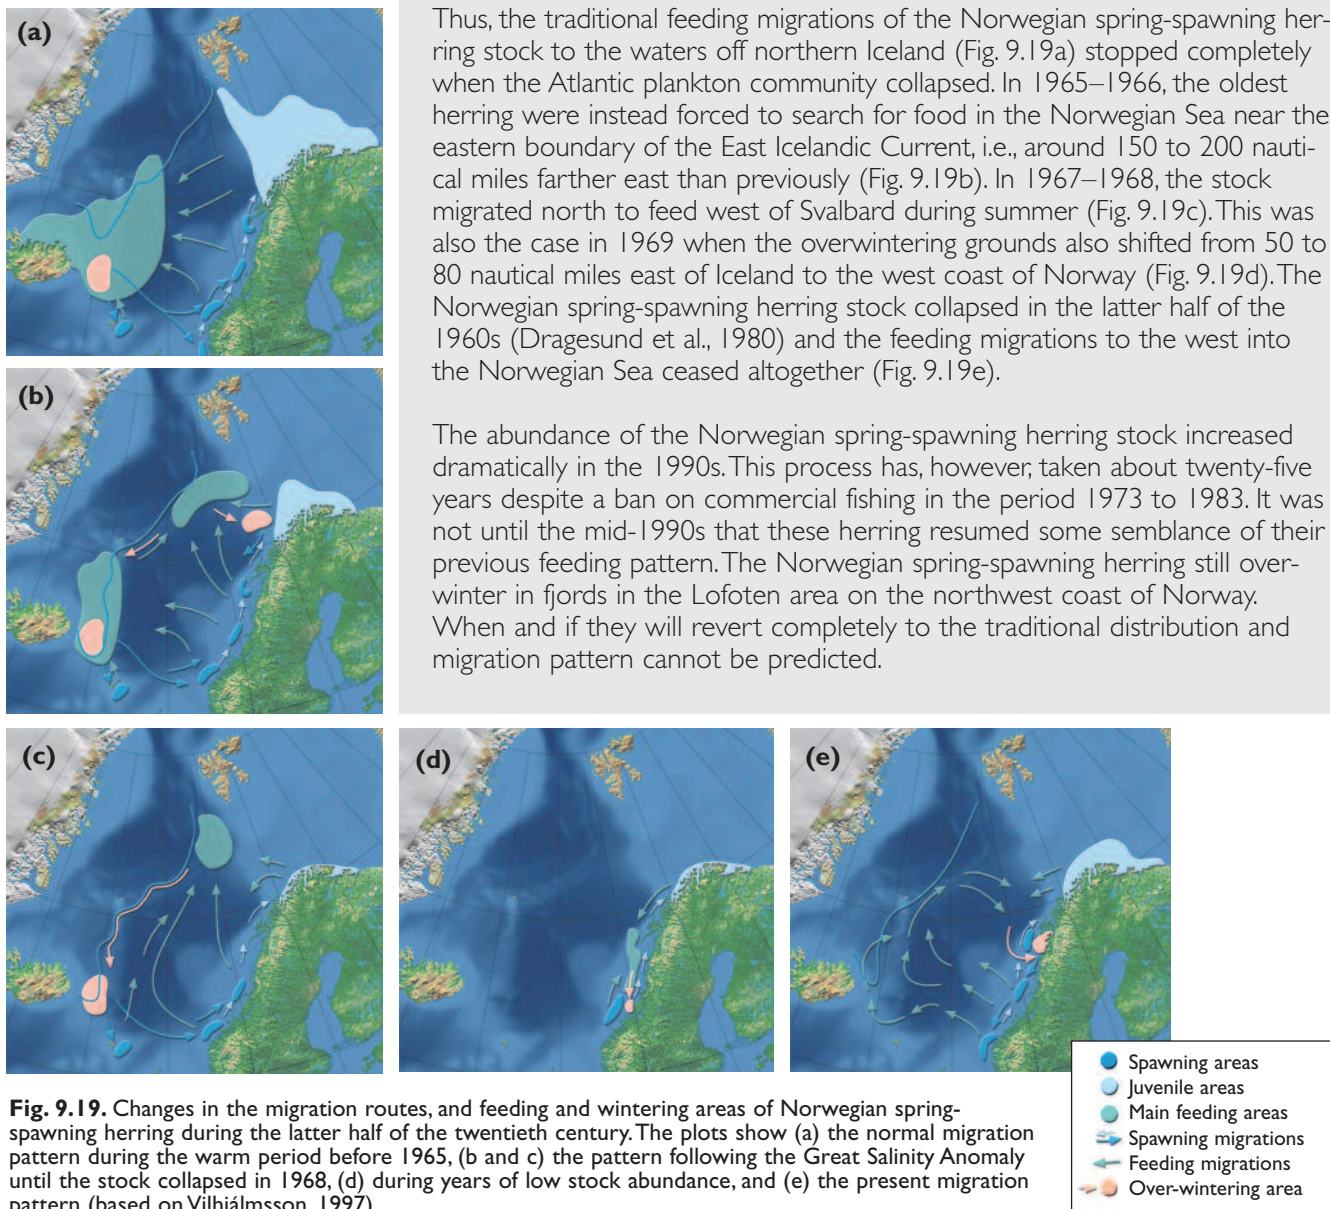 (a)
Thus, the traditional feeding migrations of the Norwegian spring-spawning her-
ring stock to the waters off northern Iceland (Fig. 9.19a) stopped completely
when the Atlantic plankton community collapsed. In 1965–1966, the oldest
herring were instead forced to search for food in the Norwegian Sea near the
eastern boundary of the East Icelandic Current, i.e., around 150 to 200 nauti-
cal miles farther east than previously (Fig. 9.19b). In 1967–1968, the stock
migrated north to feed west of Svalbard during summer (Fig. 9.19c). This was
also the case in 1969 when the overwintering grounds also shifted from 50 to
80 nautical miles east of Iceland to the west coast of Norway (Fig. 9.19d). The
Norwegian spring-spawning herring stock collapsed in the latter half of the
1960s (Dragesund et al., 1980) and the feeding migrations to the west into
the Norwegian Sea ceased altogether (Fig. 9.19e).
(b)
The abundance of the Norwegian spring-spawning herring stock increased
dramatically in the 1990s. This process has, however, taken about twenty-five
years despite a ban on commercial fishing in the period 1973 to 1983. It was
not until the mid-1990s that these herring resumed some semblance of their
previous feeding pattern. The Norwegian spring-spawning herring still over-
winter in fjords in the Lofoten area on the northwest coast of Norway.
When and if they will revert completely to the traditional distribution and
migration pattern cannot be predicted.
(c)
(d)
(e)
Spawning areas
Juvenile areas
Main feeding areas
Spawning migrations
Feeding migrations
Over-wintering area
Fig. 9.19. Changes in the migration routes, and feeding and wintering areas of Norwegian spring-
spawning herring during the latter half of the twentieth century. The plots show (a) the normal migration
pattern during the warm period before 1965, (b and c) the pattern following the Great Salinity Anomaly
until the stock collapsed in 1968, (d) during years of low stock abundance, and (e) the present migration
pattern (based on Vilhjálmsson, 1997)